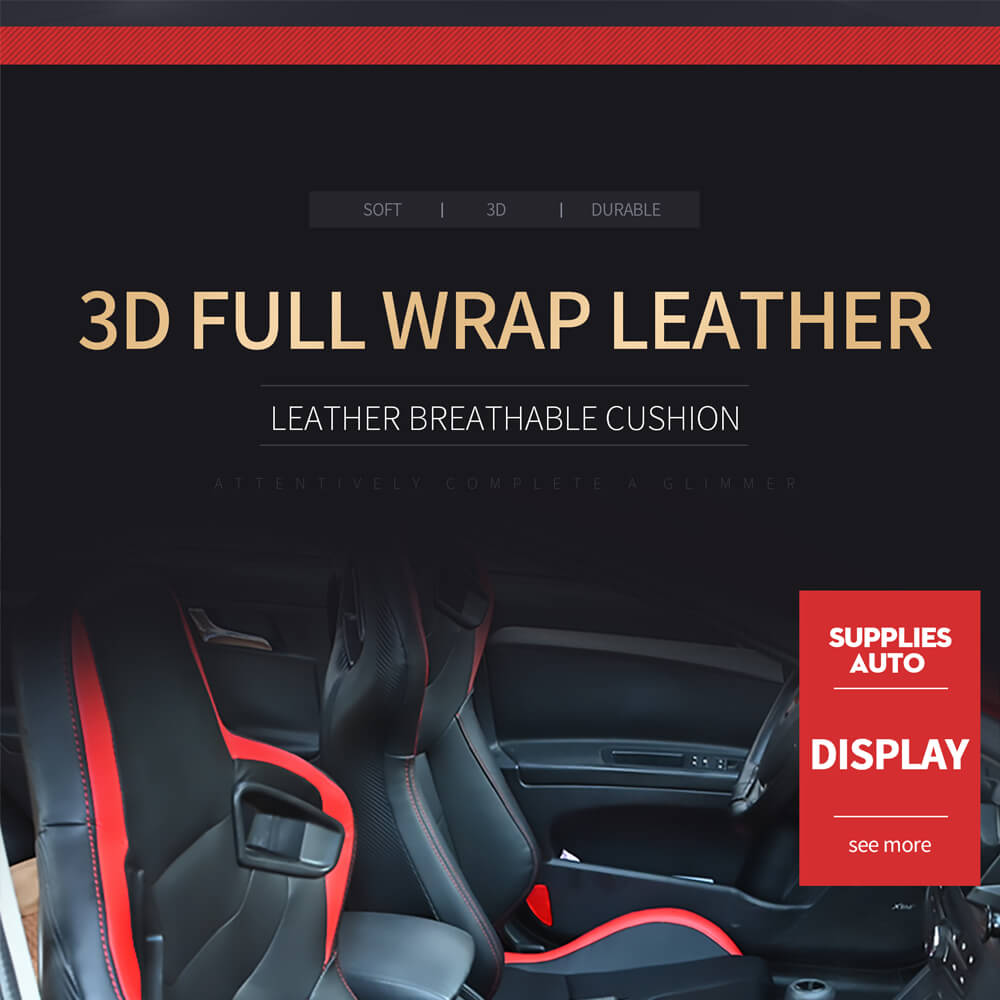 SOFT | 3D | DURABLE
3D FULL WRAP LEATHER
LEATHER BREATHABLE CUSHION
ATTENTIVELY COMPLETE A GLIMMER
SUPPLIES
AUTO
DISPLAY
see more